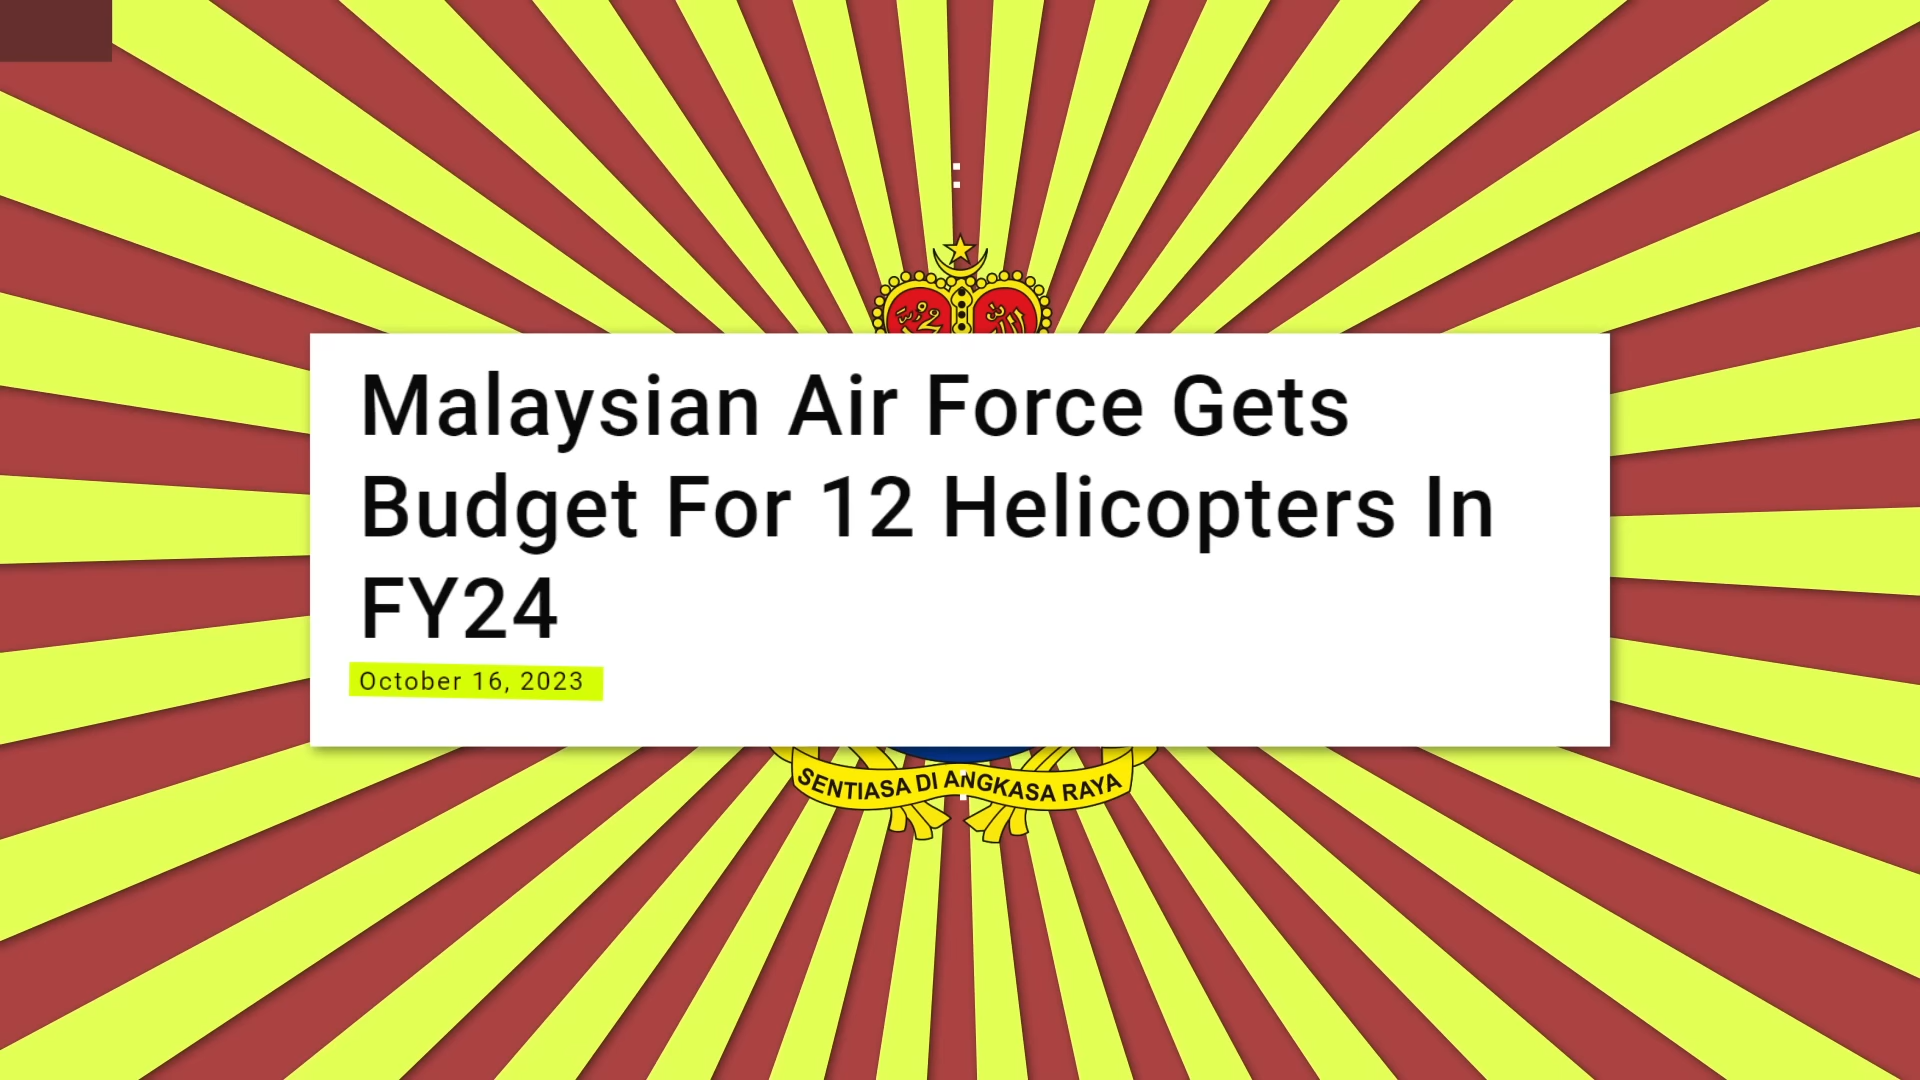 Malaysian Air Force Gets
Budget For 12 Helicopters In
FY24
October 16, 2023
SENTIASA DI ANGKASA RAYA